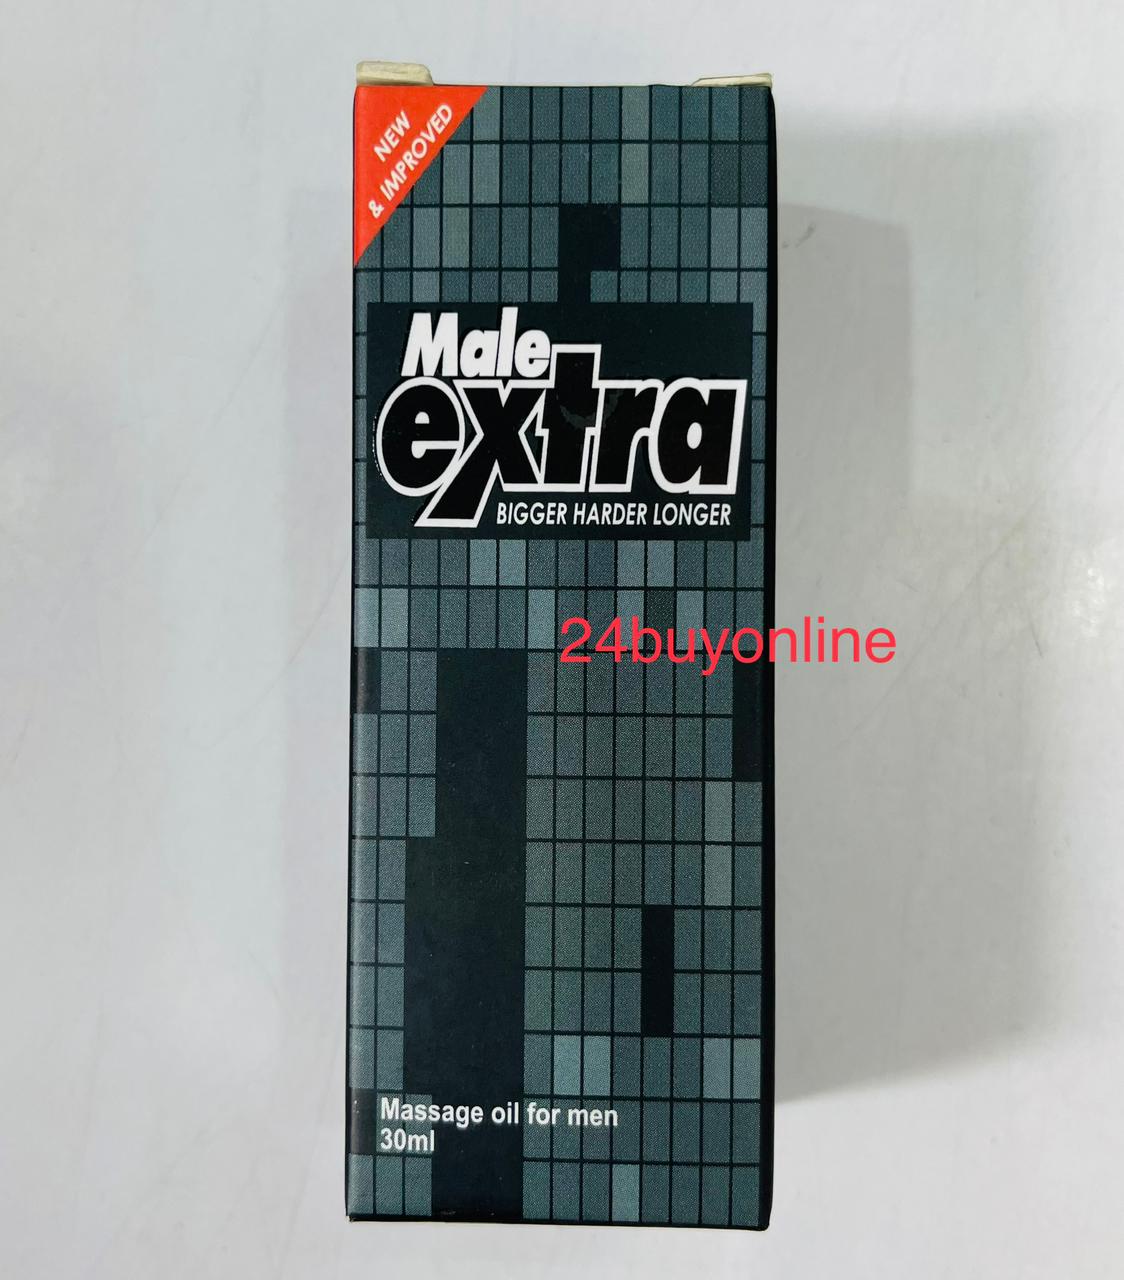 NEW
& IMPROVED
Male
extra
BIGGER HARDER LONGER
24buyonline
Massage oil for men
30ml